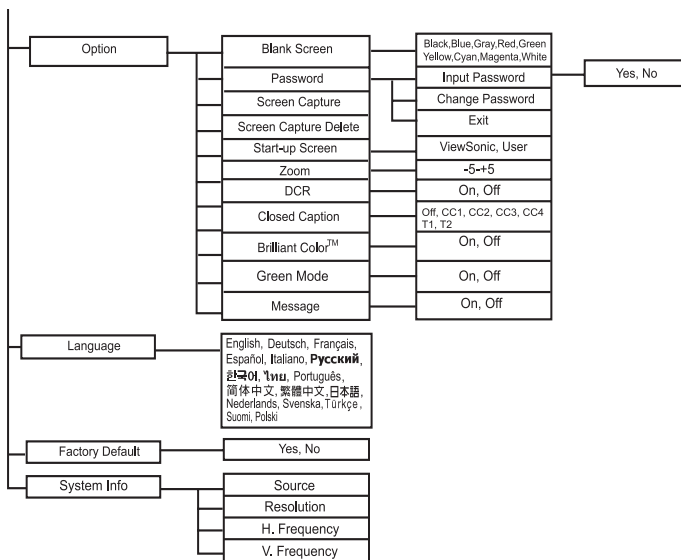 Option
Blank Screen
Black,Blue,Gray,Red,Green
Yellow,Cyan,Magenta,White
Password
Input Password
Yes, No
Change Password
Exit
Screen Capture
Screen Capture Delete
Start-up Screen
ViewSonic, User
Zoom
-5-+5
DCR
On, Off
Closed Caption
Off, CC1, CC2, CC3, CC4
T1, T2
Brilliant Color™
On, Off
Green Mode
On, Off
Message
On, Off
Language
English, Deutsch, Français,
Español, Italiano, Русский,
한국어, ไทย, Português,
简体中文, 繁體中文, 日本語,
Nederlands, Svenska, Türkçe,
Suomi, Polski
Factory Default
Yes, No
System Info
Source
Resolution
H. Frequency
V. Frequency